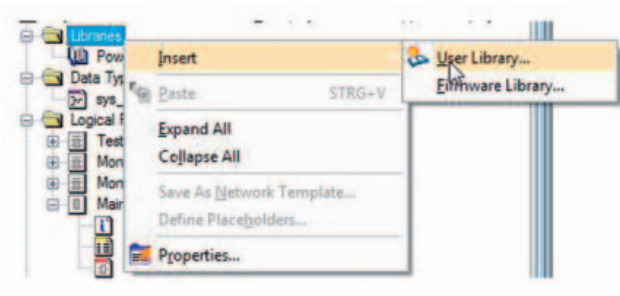 Libraries
Insert
User Library...
Firmware Library...
Pow
Data Typ
Paste STRG+V
sys_
Logical P
Expand All
Test
Collapse All
Mon
Mon
Save As Network Template...
Main
Define Placeholders...
Properties...